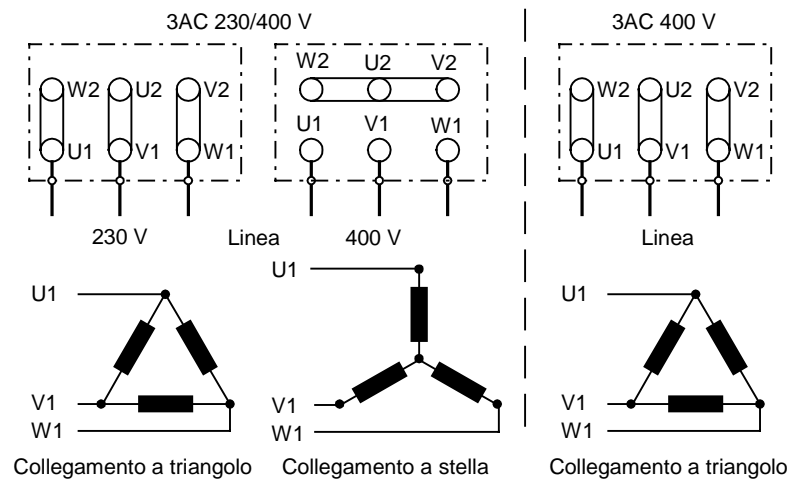 3AC 230/400 V
3AC 400 V
W2 U2 V2
U1 V1 W1
W2 U2 V2
U1 V1 W1
W2 U2 V2
U1 V1 W1
230 V
Linea
400 V
Linea
U1
V1
W1
Collegamento a triangolo
U1
V1
W1
Collegamento a stella
U1
V1
W1
Collegamento a triangolo